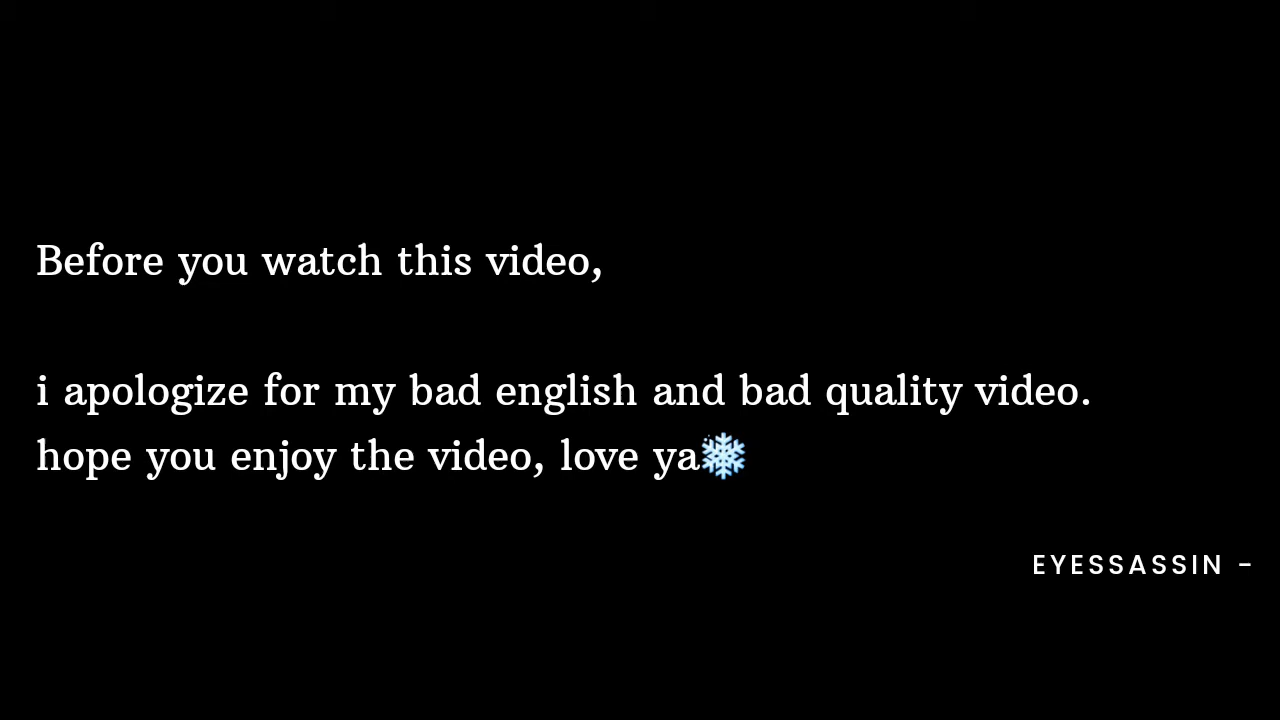 Before you watch this video,
i apologize for my bad english and bad quality video.
hope you enjoy the video, love ya❄️
EYESSASSIN -